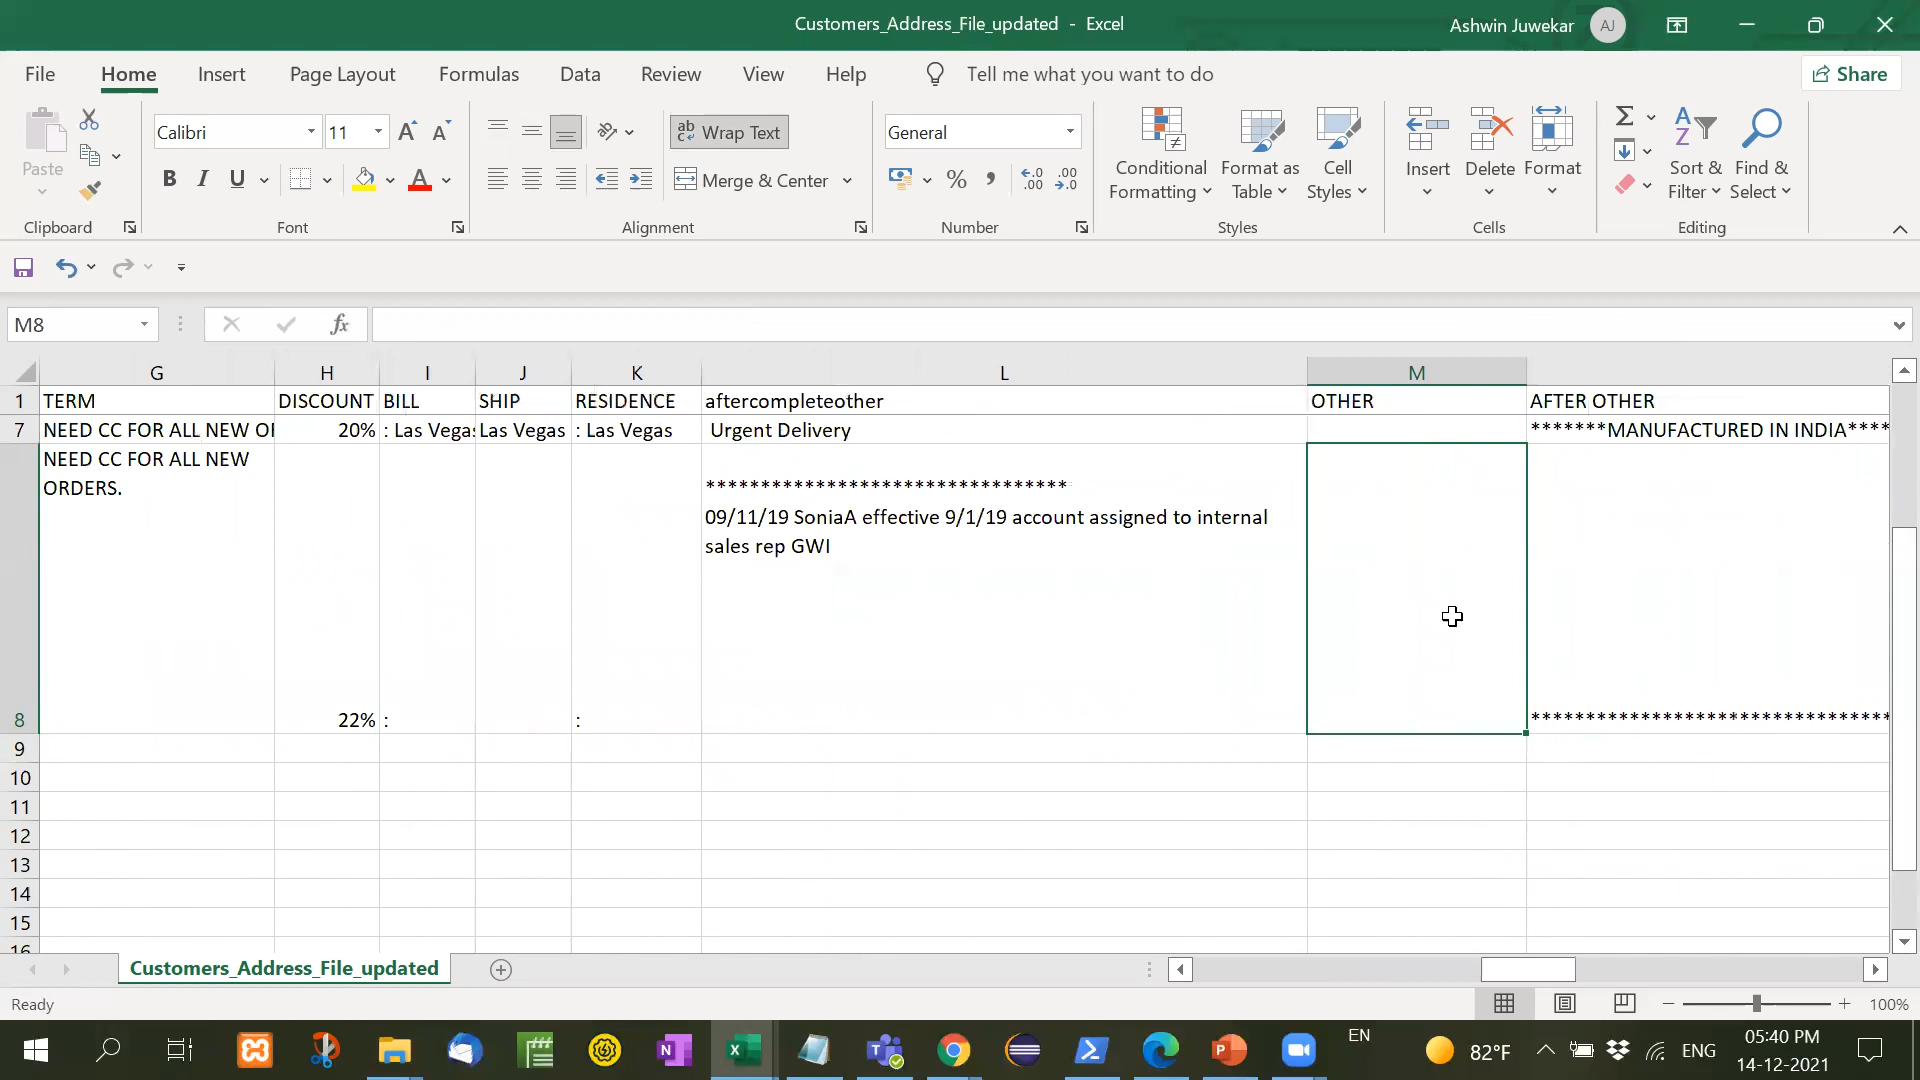 Customers_Address_File_updated - Excel
Ashwin Juwekar AJ
File Home Insert Page Layout Formulas Data Review View Help Tell me what you want to do Share
Paste
Clipboard
Calibri 11
B I U
Font
Wrap Text
Merge & Center
Alignment
General
Number
Conditional Formatting
Format as Table
Cell Styles
Styles
Insert Delete Format
Cells
Sort & Filter
Find & Select
Editing
M8
fx
G H I J K L M
1 TERM DISCOUNT BILL SHIP RESIDENCE aftercompleteother OTHER AFTER OTHER
7 NEED CC FOR ALL NEW OR 20% : Las Vegas Las Vegas : Las Vegas Urgent Delivery *******MANUFACTURED IN INDIA****
NEED CC FOR ALL NEW
ORDERS.
*********************************
09/11/19 SoniaA effective 9/1/19 account assigned to internal
sales rep GWI
8 22% : : *********************************
9
10
11
12
13
14
15
16
Customers_Address_File_updated
Ready 100%
EN
82°F ENG
05:40 PM
14-12-2021